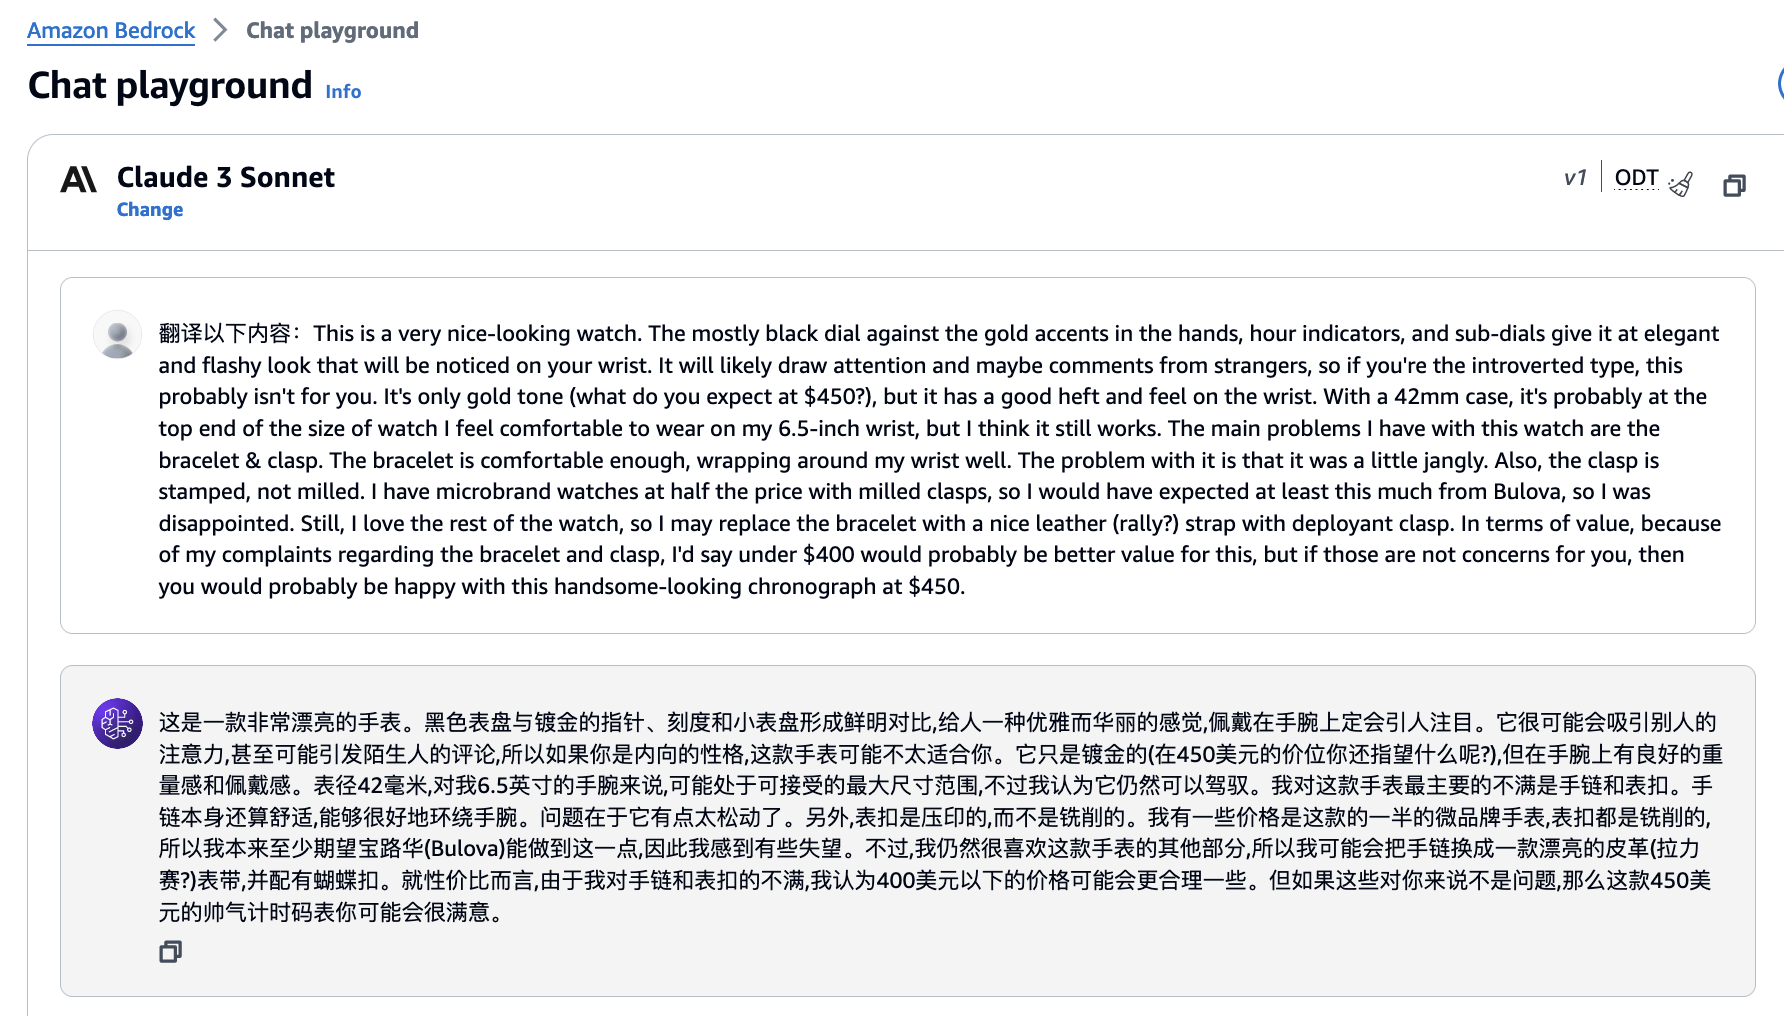 Amazon Bedrock > Chat playground
Chat playground Info
Claude 3 Sonnet
Change
v1 | ODT
翻译以下内容：This is a very nice-looking watch. The mostly black dial against the gold accents in the hands, hour indicators, and sub-dials give it at elegant
and flashy look that will be noticed on your wrist. It will likely draw attention and maybe comments from strangers, so if you're the introverted type, this
probably isn't for you. It's only gold tone (what do you expect at $450?), but it has a good heft and feel on the wrist. With a 42mm case, it's probably at the
top end of the size of watch I feel comfortable to wear on my 6.5-inch wrist, but I think it still works. The main problems I have with this watch are the
bracelet & clasp. The bracelet is comfortable enough, wrapping around my wrist well. The problem with it is that it was a little jangly. Also, the clasp is
stamped, not milled. I have microbrand watches at half the price with milled clasps, so I would have expected at least this much from Bulova, so I was
disappointed. Still, I love the rest of the watch, so I may replace the bracelet with a nice leather (rally?) strap with deployant clasp. In terms of value, because
of my complaints regarding the bracelet and clasp, I'd say under $400 would probably be better value for this, but if those are not concerns for you, then
you would probably be happy with this handsome-looking chronograph at $450.
这是一款非常漂亮的手表。黑色表盘与镀金的指针、刻度和小表盘形成鲜明对比,给人一种优雅而华丽的感觉,佩戴在手腕上定会引人注目。它很可能会吸引别人的
注意力,甚至可能引发陌生人的评论,所以如果你是内向的性格,这款手表可能不太适合你。它只是镀金的(在450美元的价位你还指望什么呢?),但在手腕上有良好的重
量感和佩戴感。表径42毫米,对我6.5英寸的手腕来说,可能处于可接受的最大尺寸范围,不过我认为它仍然可以驾驭。我对这款手表最主要的不满是手链和表扣。手
链本身还算舒适,能够很好地环绕手腕。问题在于它有点太松动了。另外,表扣是压印的,而不是铣削的。我有一些价格是这款的一半的微品牌手表,表扣都是铣削的,
所以我本来至少期望宝路华(Bulova)能做到这一点,因此我感到有些失望。不过,我仍然很喜欢这款手表的其他部分,所以我可能会把手链换成一款漂亮的皮革(拉力
赛?)表带,并配有蝴蝶扣。就性价比而言,由于我对手链和表扣的不满,我认为400美元以下的价格可能会更合理一些。但如果这些对你来说不是问题,那么这款450美
元的帅气计时码表你可能会很满意。